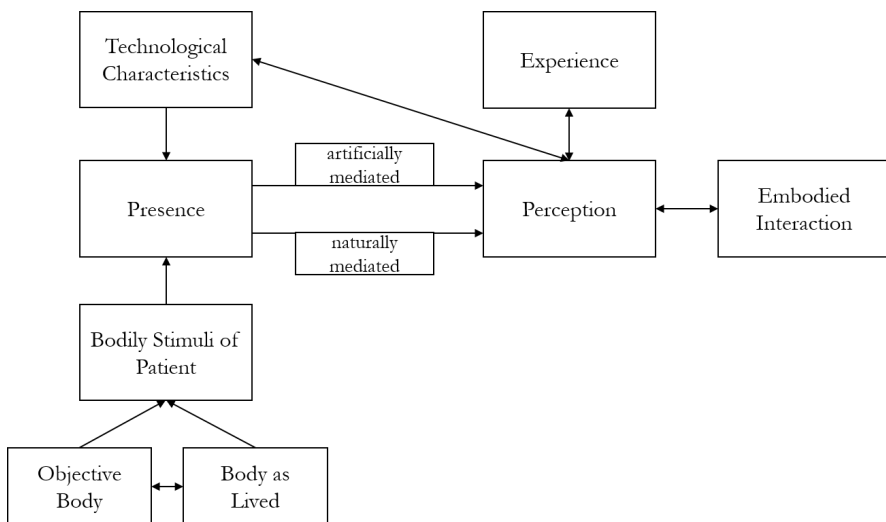 Technological
Characteristics
Experience
artificially
mediated
Presence
Perception
Embodied
Interaction
naturally
mediated
Bodily Stimuli of
Patient
Objective
Body
Body as
Lived